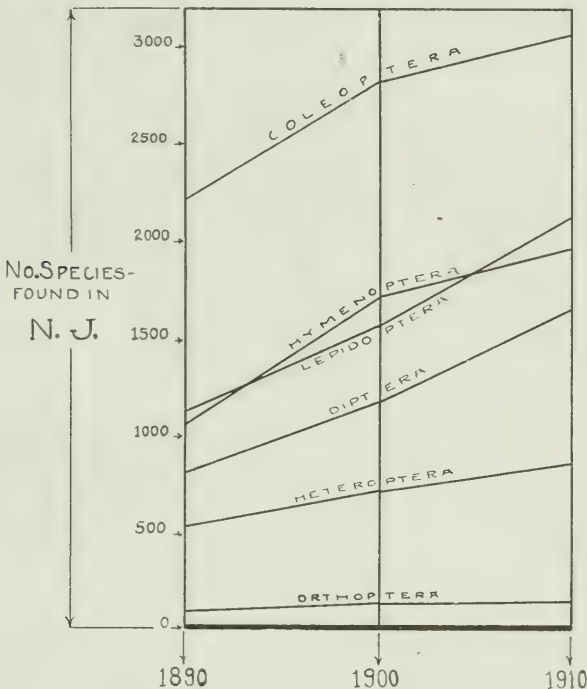 3000
COLEOPTERA
2500
2000
No. SPECIES-
FOUND IN
N. J.
HYMENOPTERA
1500
LEPIDOPTERA
DIPTERA
1000
HETEROPTERA
500
ORTHOPTERA
0
1890
1900
1910